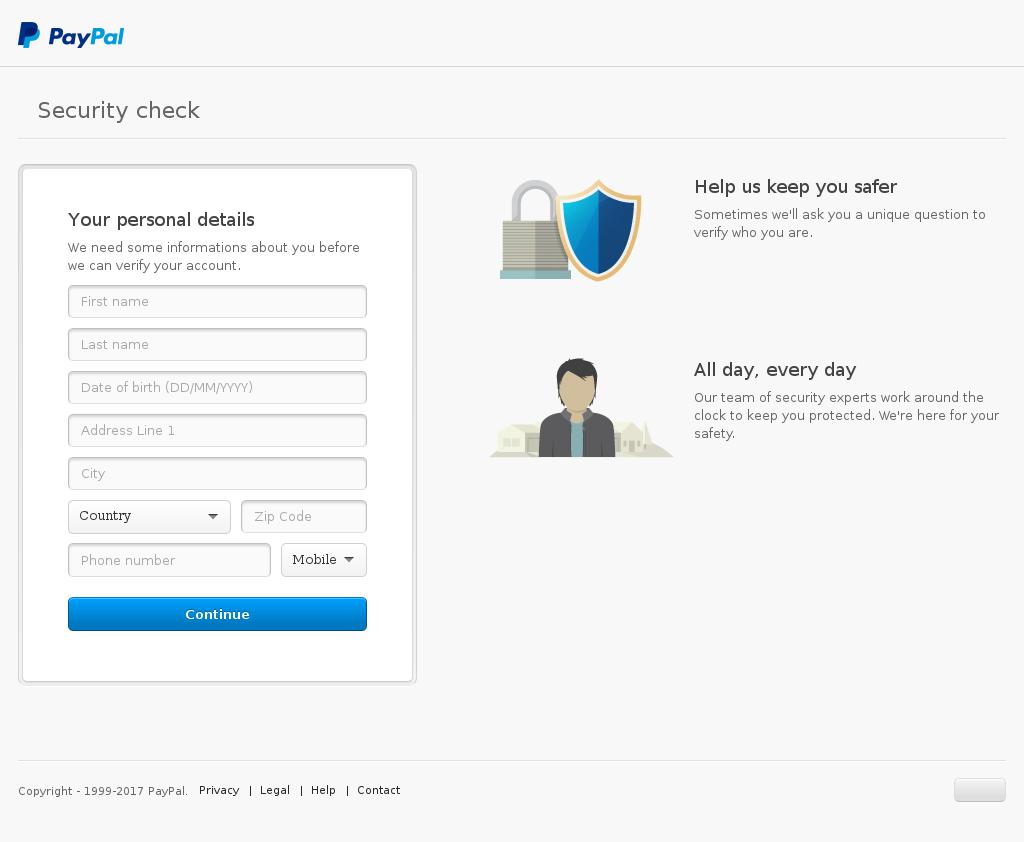 PayPal
Security check
Your personal details
We need some informations about you before
we can verify your account.
First name
Last name
Date of birth (DD/MM/YYYY)
Address Line 1
City
Country
Zip Code
Phone number
Mobile
Continue
Help us keep you safer
Sometimes we'll ask you a unique question to
verify who you are.
All day, every day
Our team of security experts work around the
clock to keep you protected. We're here for your
safety.
Copyright - 1999-2017 PayPal. Privacy | Legal | Help | Contact